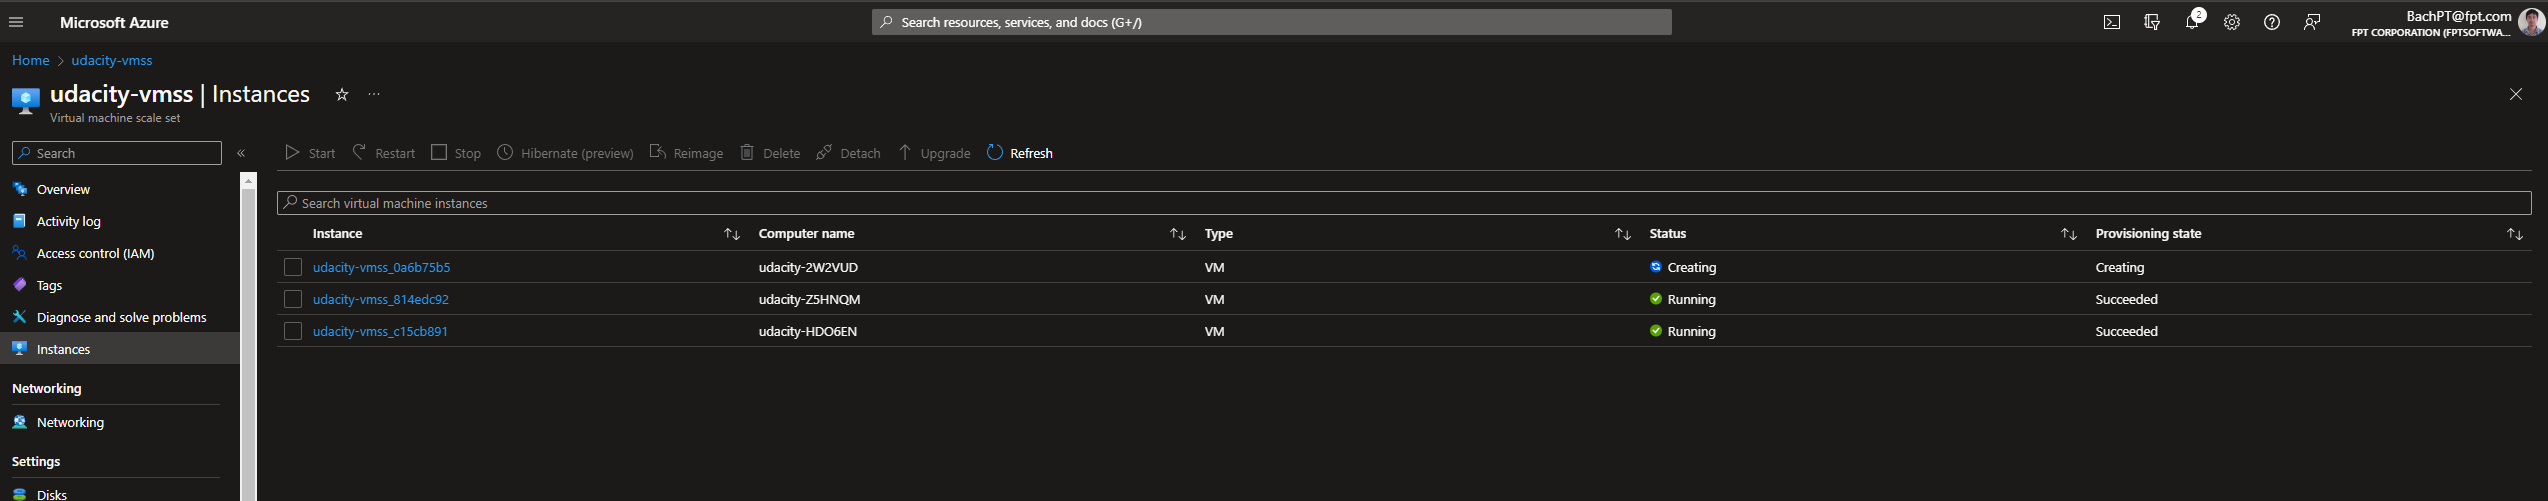 Microsoft Azure
Search resources, services, and docs (G+/)
2
BachPT@fpt.com
FPT CORPORATION (FPTSOFTWA...
Home > udacity-vmss
udacity-vmss | Instances
Virtual machine scale set
Search
Start Restart Stop Hibernate (preview) Reimage Delete Detach Upgrade Refresh
Overview
Activity log
Access control (IAM)
Tags
Diagnose and solve problems
Instances
Networking
Networking
Settings
Disks
Search virtual machine instances
Instance Computer name Type Status Provisioning state
udacity-vmss_0a6b75b5 udacity-2W2VUD VM Creating Creating
udacity-vmss_814edc92 udacity-Z5HNQM VM Running Succeeded
udacity-vmss_c15cb891 udacity-HDO6EN VM Running Succeeded